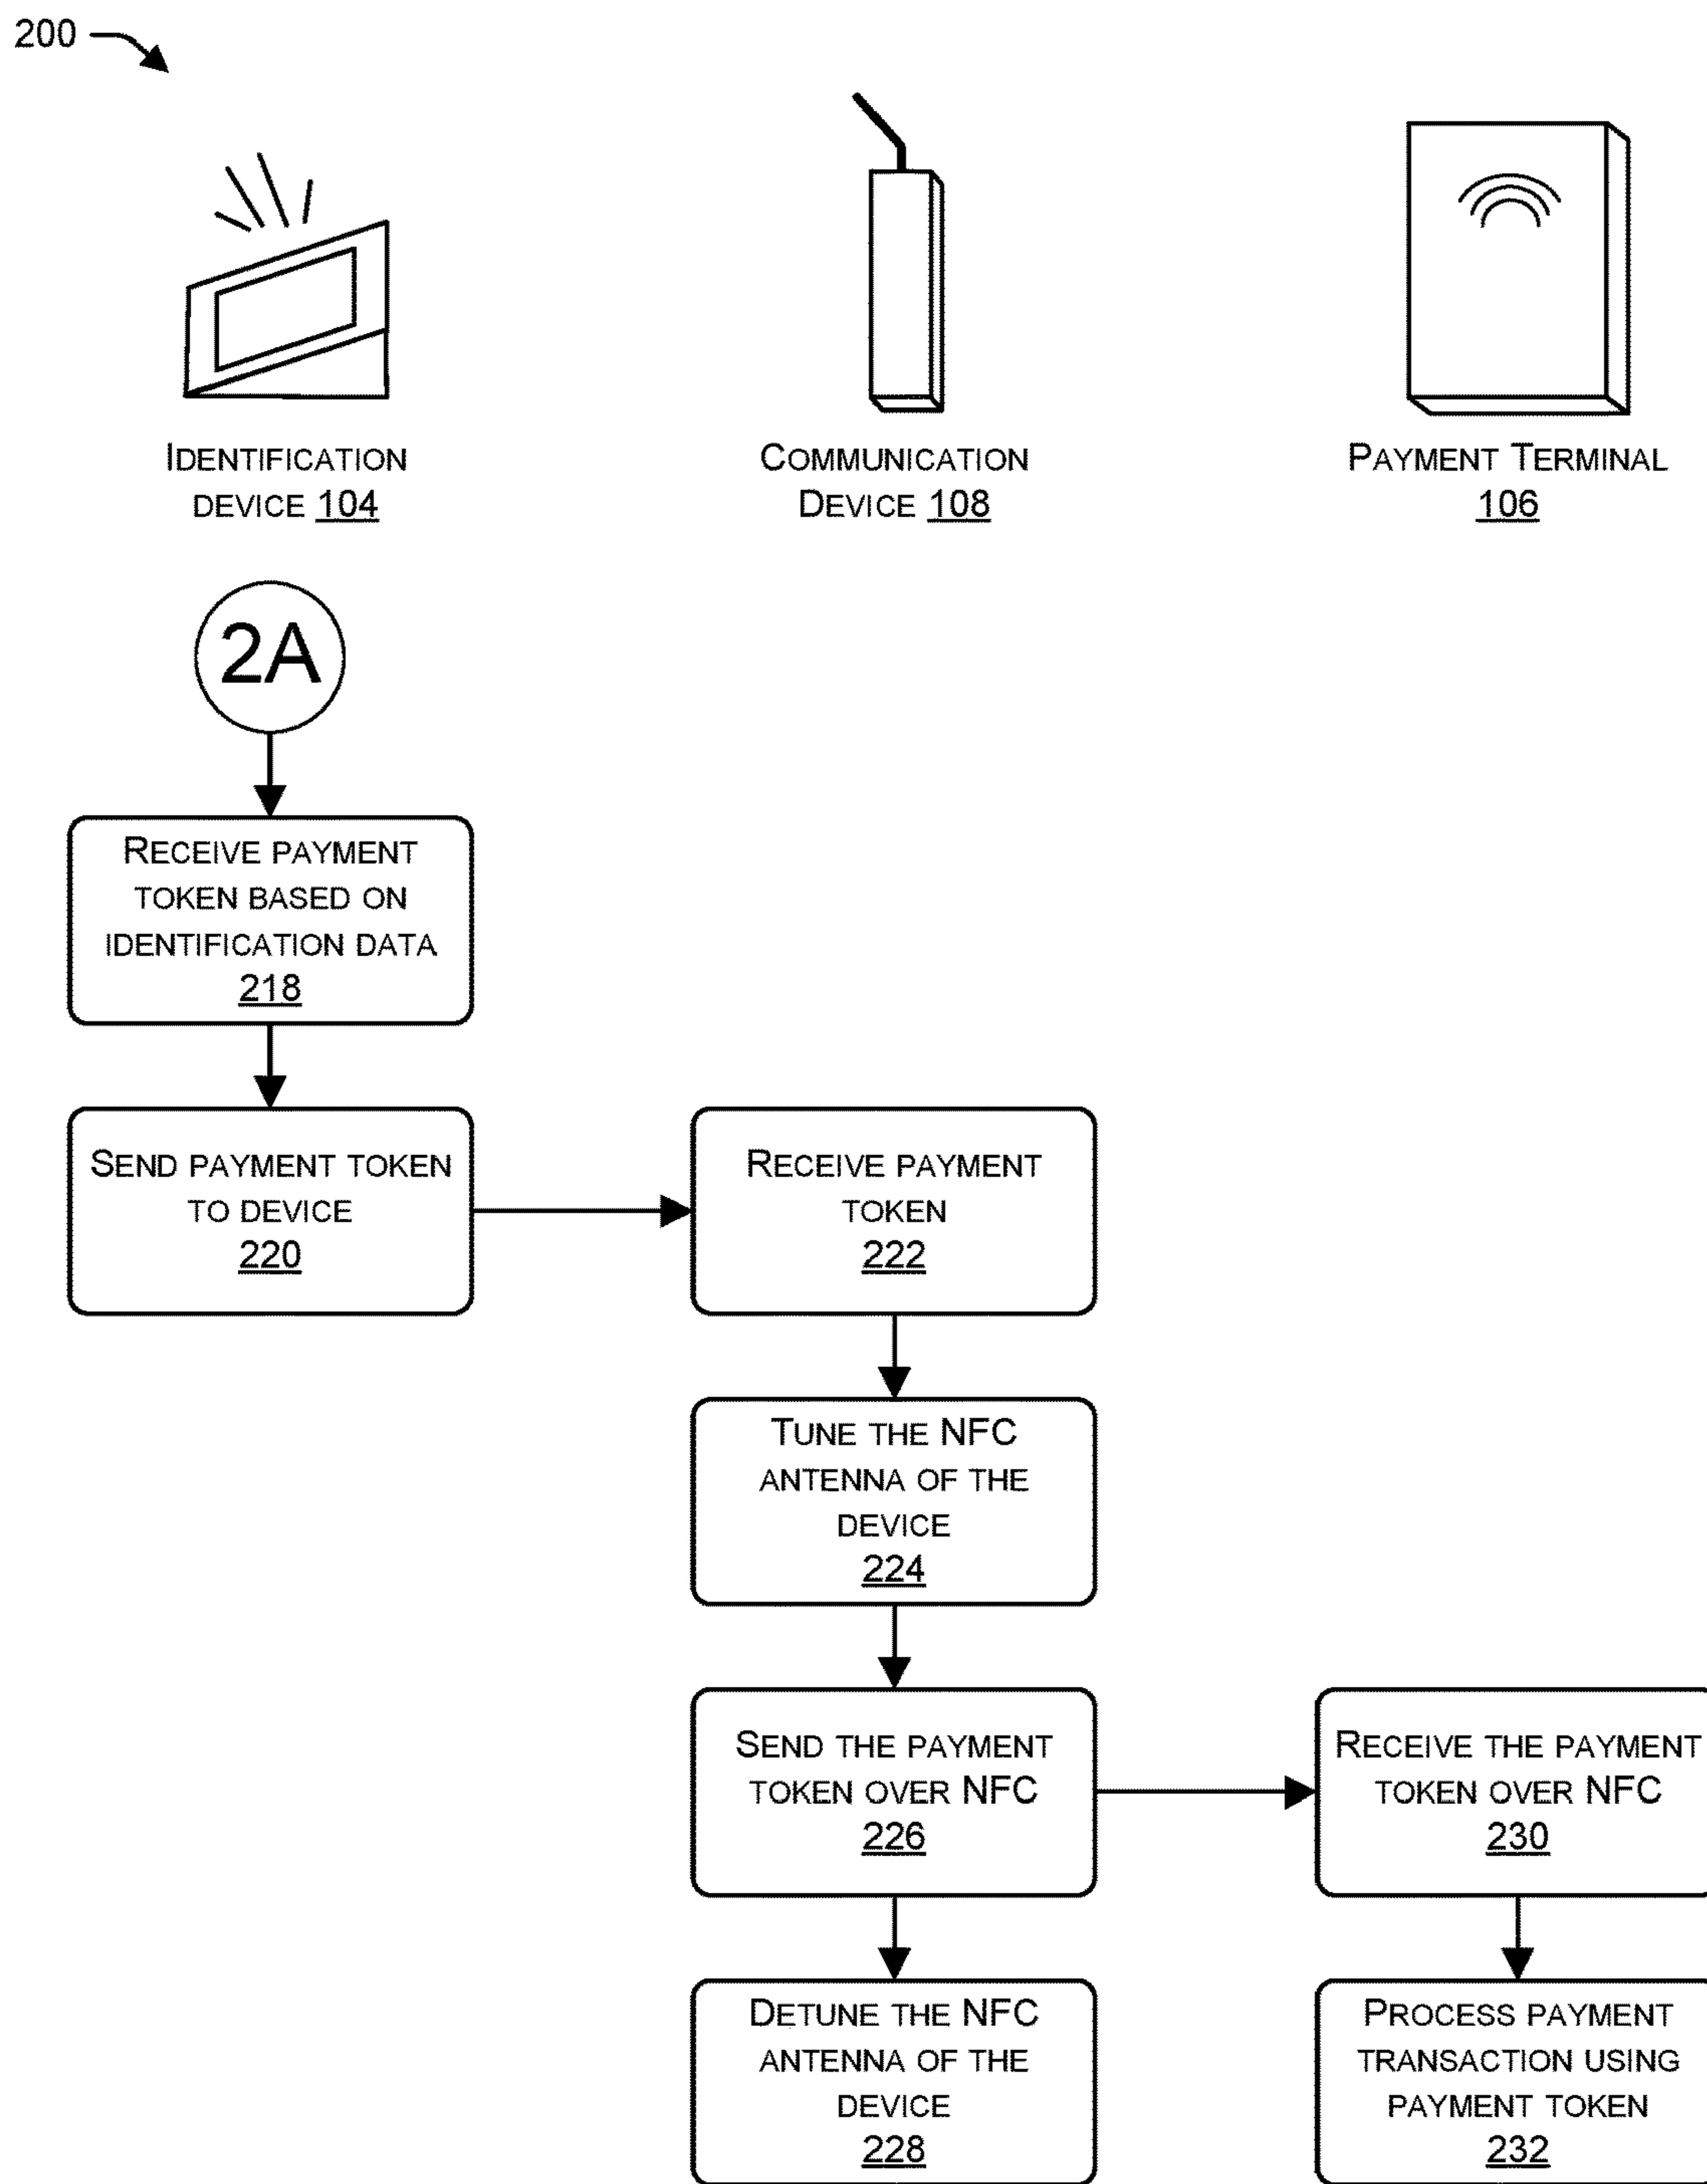 200
IDENTIFICATION
DEVICE 104
COMMUNICATION
DEVICE 108
PAYMENT TERMINAL
106
2A
RECEIVE PAYMENT
TOKEN BASED ON
IDENTIFICATION DATA
218
SEND PAYMENT TOKEN
TO DEVICE
220
RECEIVE PAYMENT
TOKEN
222
TUNE THE NFC
ANTENNA OF THE
DEVICE
224
SEND THE PAYMENT
TOKEN OVER NFC
226
RECEIVE THE PAYMENT
TOKEN OVER NFC
230
DETUNE THE NFC
ANTENNA OF THE
DEVICE
228
PROCESS PAYMENT
TRANSACTION USING
PAYMENT TOKEN
232